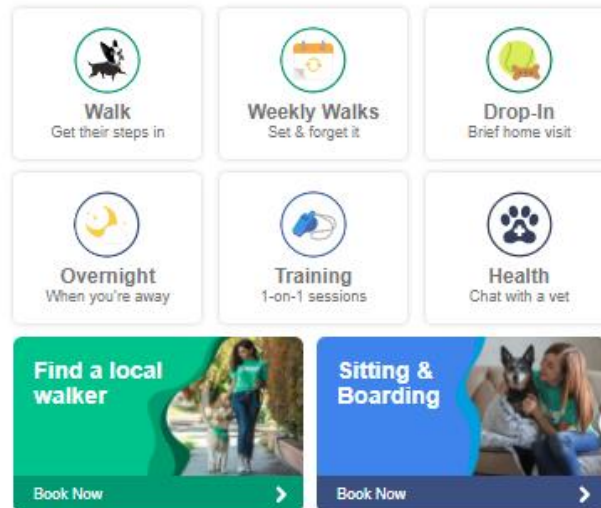 Walk
Get their steps in
Weekly Walks
Set & forget it
Drop-In
Brief home visit
Overnight
When you're away
Training
1-on-1 sessions
Health
Chat with a vet
Find a local
walker
Book Now
Sitting &
Boarding
Book Now